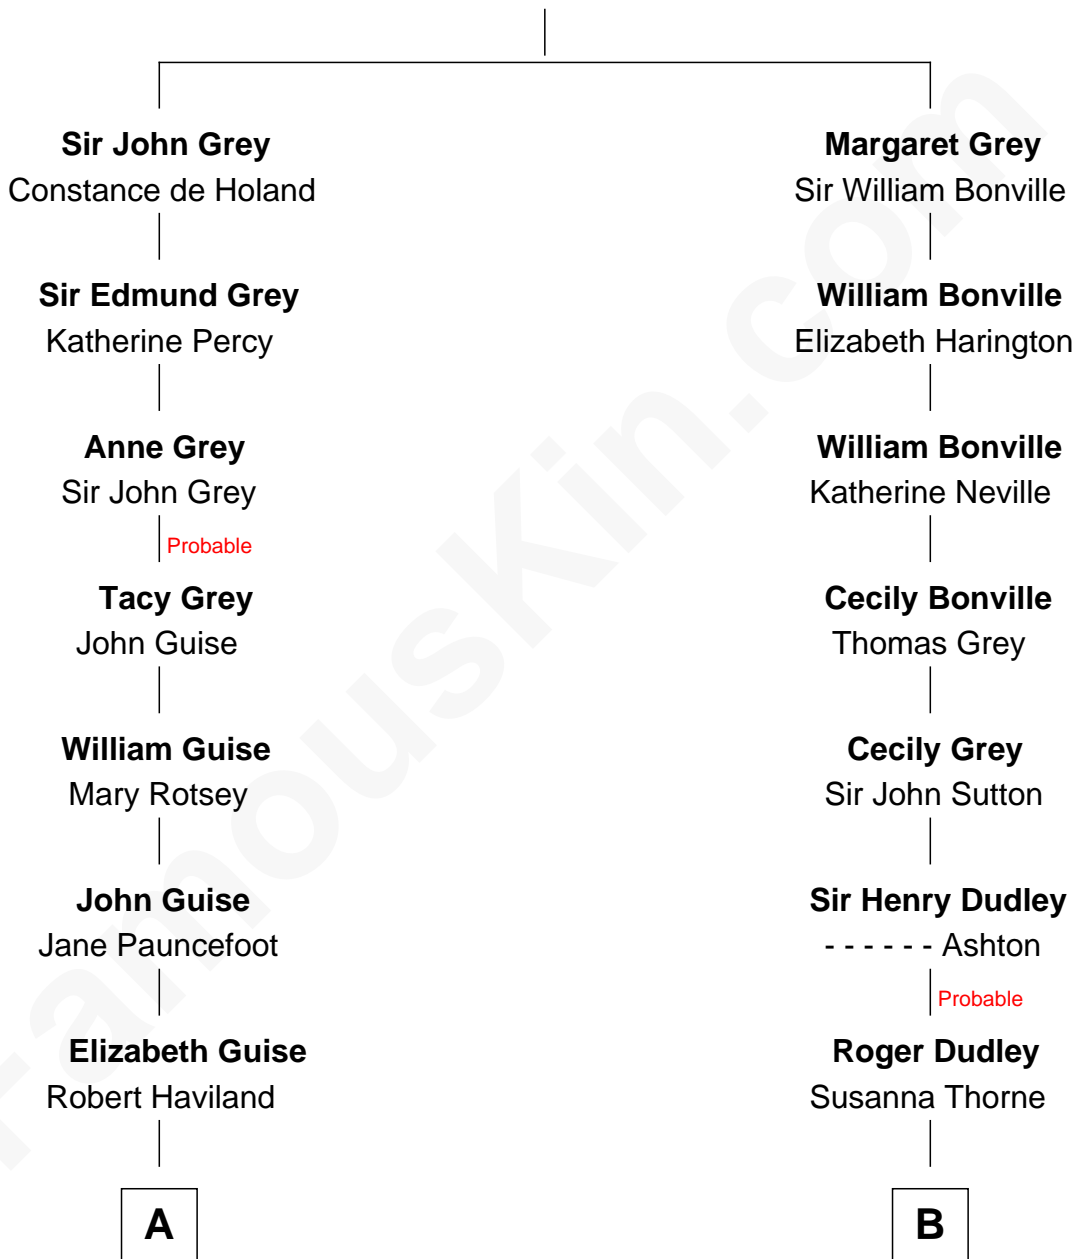 Sir John Grey
Constance de Holand
Margaret Grey
Sir William Bonville
Sir Edmund Grey
Katherine Percy
William Bonville
Elizabeth Harington
Anne Grey
Sir John Grey
William Bonville
Katherine Neville
Probable
Tacy Grey
John Guise
Cecily Bonville
Thomas Grey
William Guise
Mary Rotsey
Cecily Grey
Sir John Sutton
John Guise
Jane Pauncefoot
Sir Henry Dudley
- - - - - - Ashton
Probable
Elizabeth Guise
Robert Haviland
Roger Dudley
Susanna Thorne
A
B
FamousKin.com